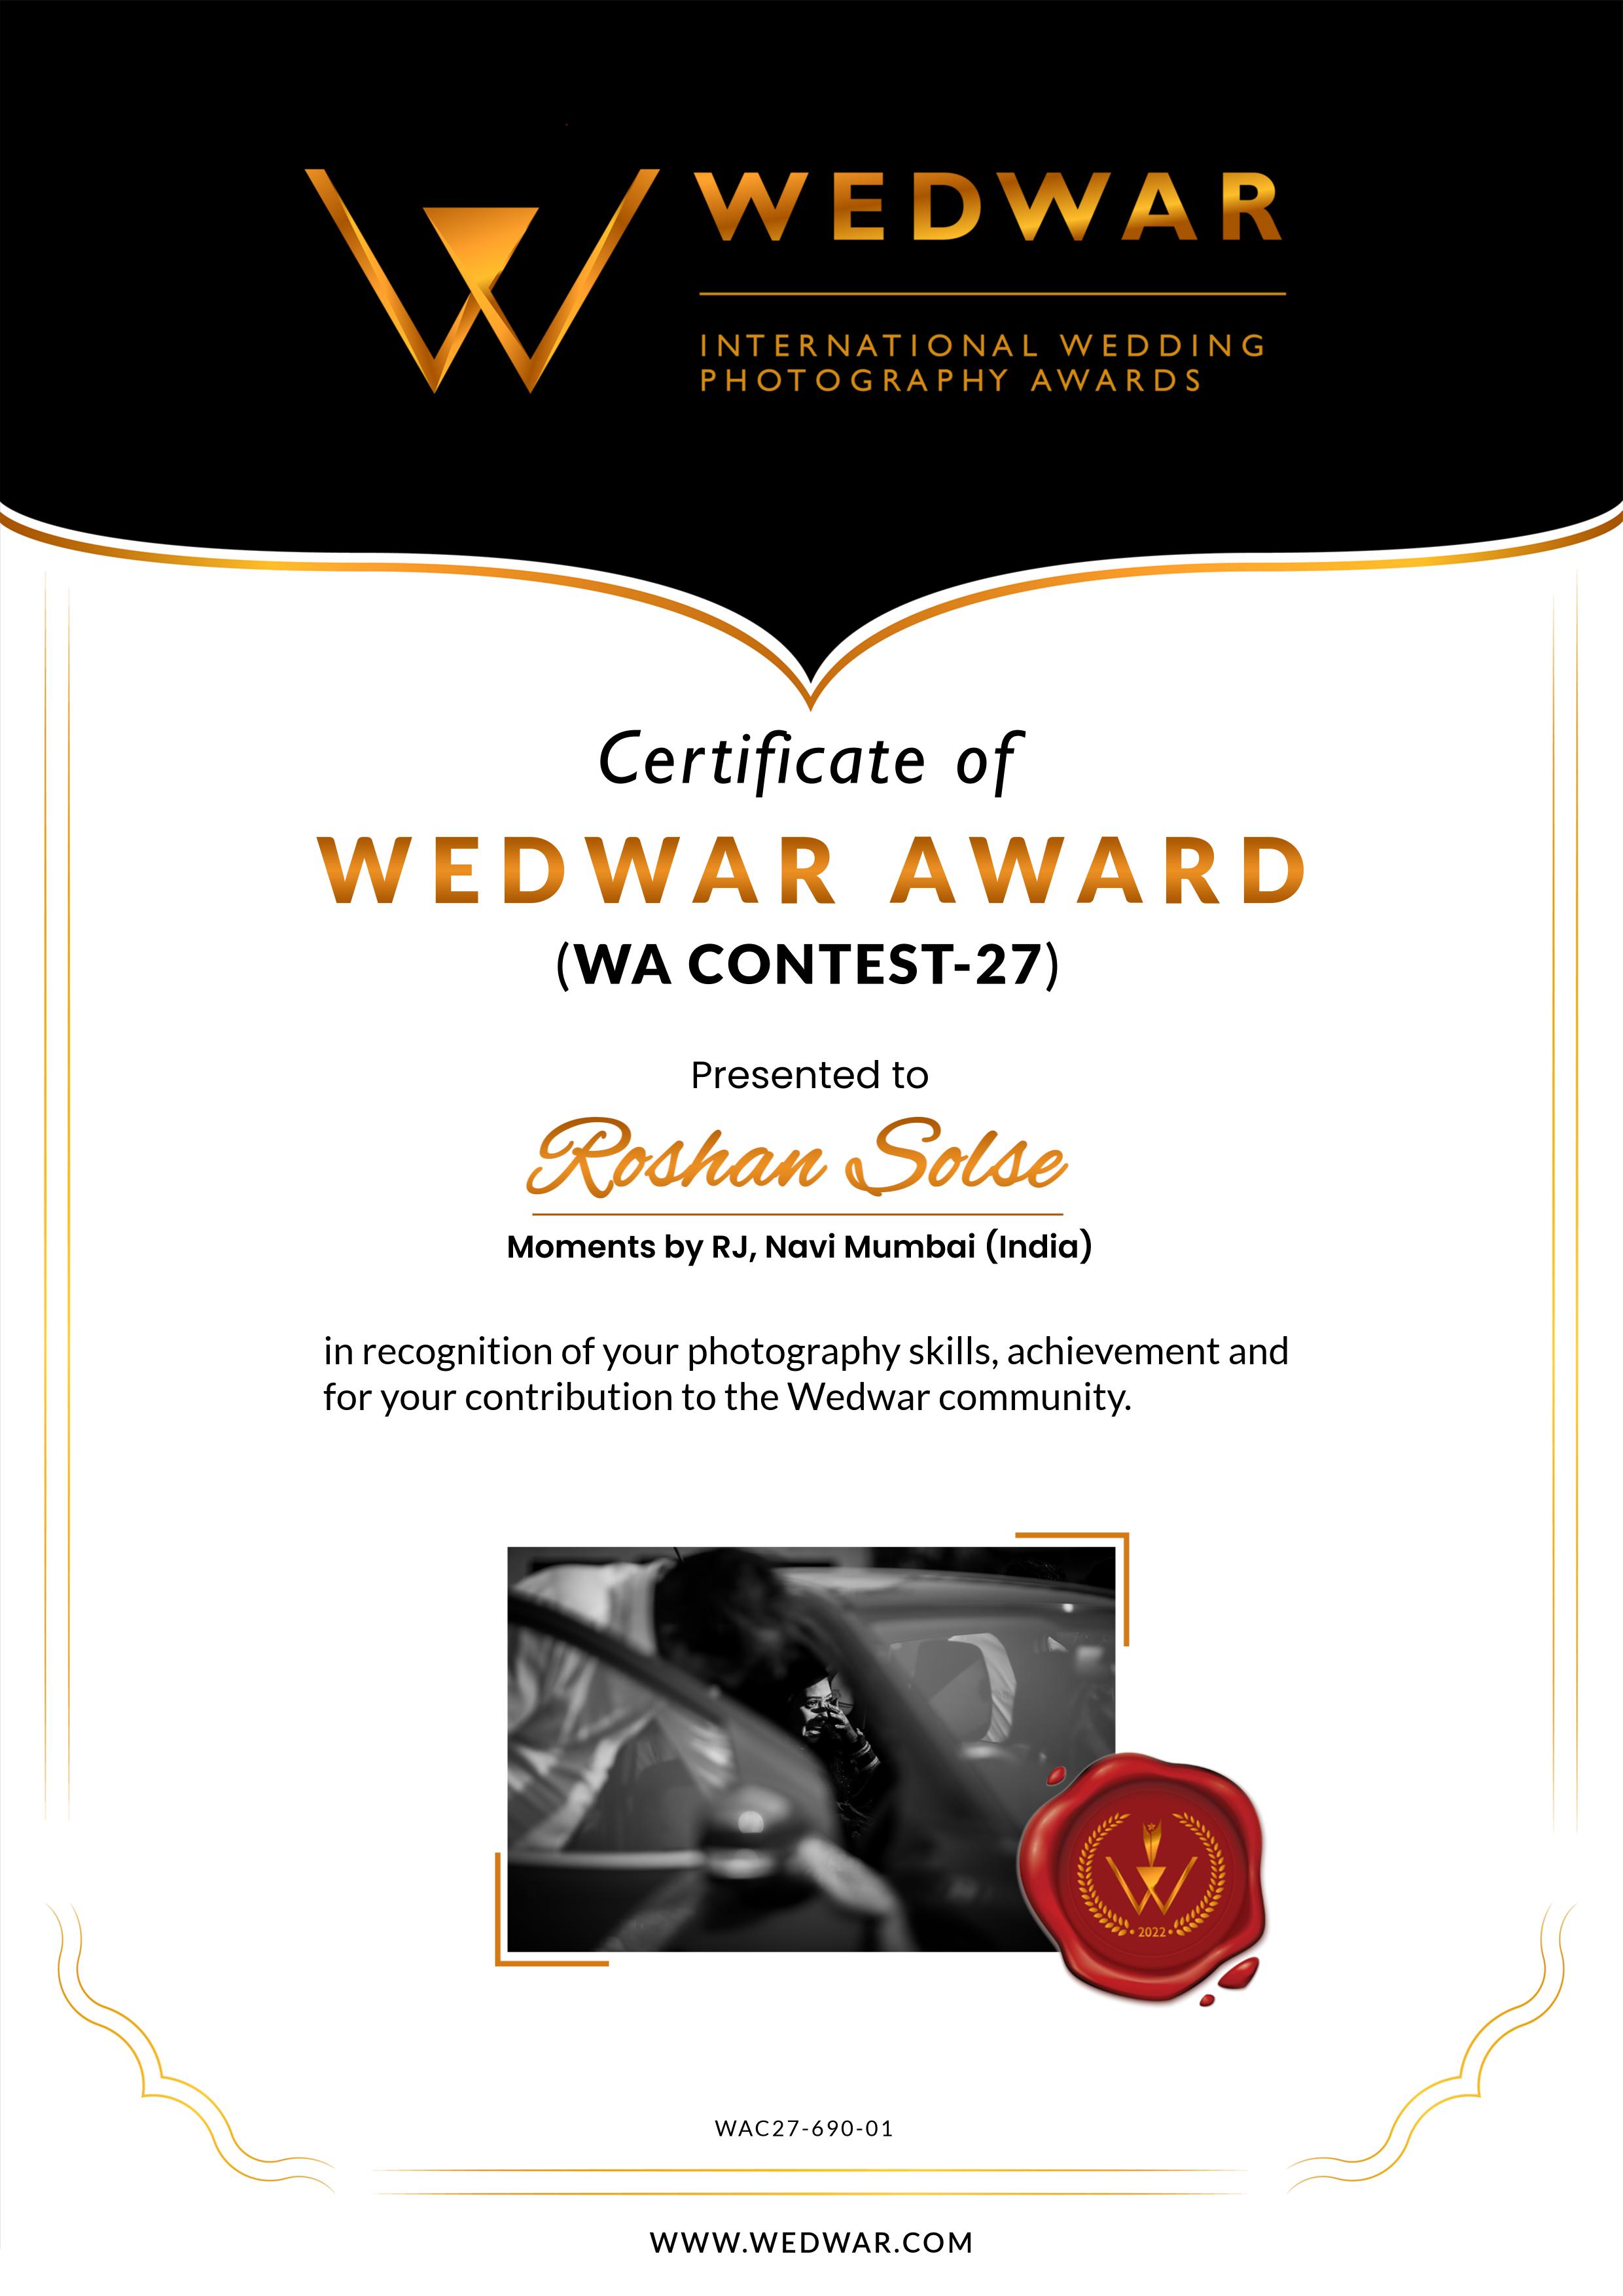 WEDWAR
INTERNATIONAL WEDDING
PHOTOGRAPHY AWARDS
Certificate of
WEDWAR AWARD
(WA CONTEST-27)
Presented to
Roshan Solse
Moments by RJ, Navi Mumbai (India)
in recognition of your photography skills, achievement and
for your contribution to the Wedwar community.
2022
WAC27-690-01
WWW.WEDWAR.COM